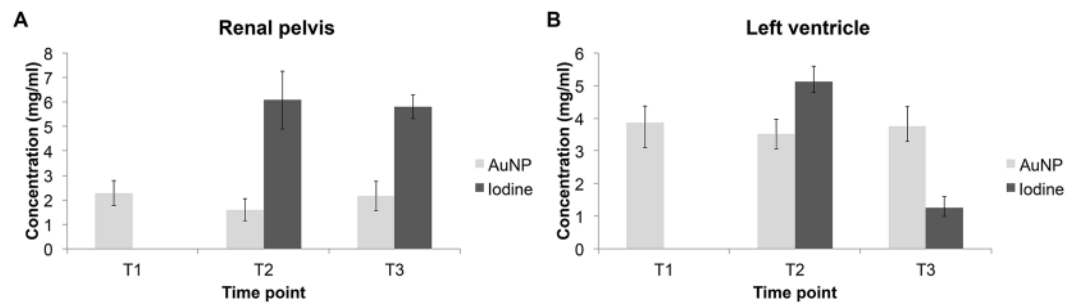 A
Renal pelvis
Concentration (mg/ml)
8
7
6
5
4
3
2
1
0
T1 T2 T3
Time point
AuNP
Iodine
B
Left ventricle
Concentration (mg/ml)
6
5
4
3
2
1
0
T1 T2 T3
Time point
AuNP
Iodine